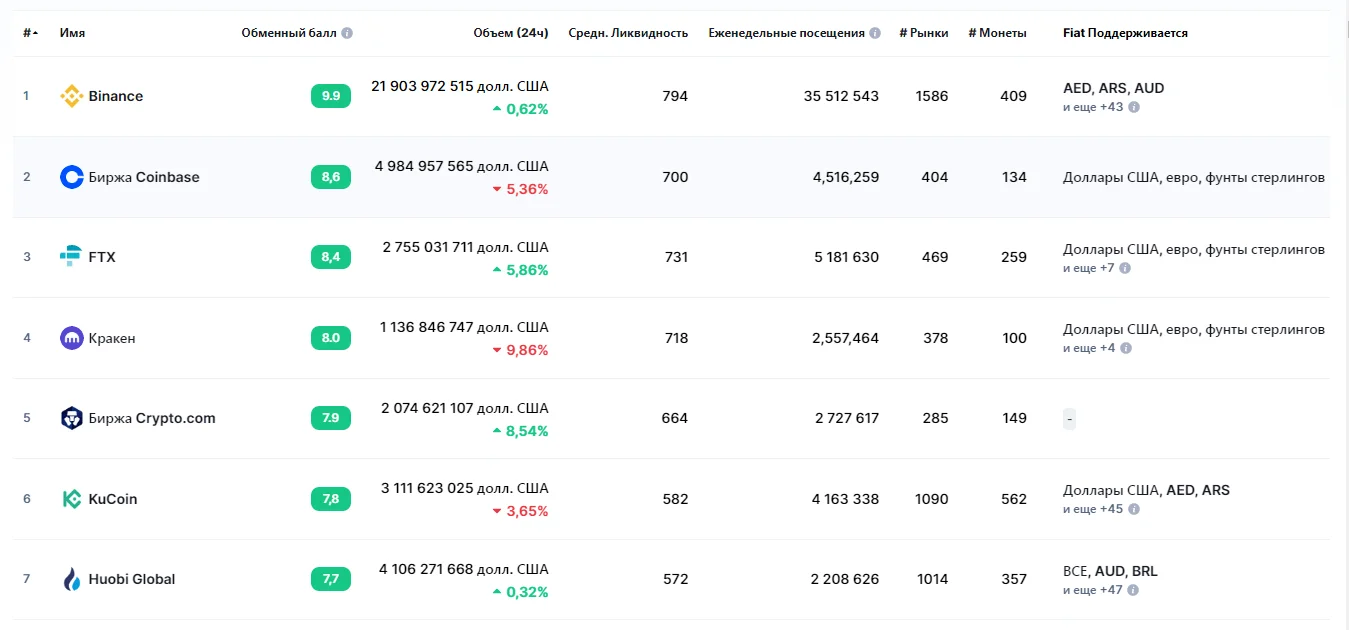 # Имя Обменный балл Объем (24ч) Средн. Ликвидность Еженедельные посещения # Рынки # Монеты Fiat Поддерживается
1 Binance 9.9 21 903 972 515 долл. США 794 35 512 543 1586 409 AED, ARS, AUD
0,62% и еще +43
2 Биржа Coinbase 8,6 4 984 957 565 долл. США 700 4,516,259 404 134 Доллары США, евро, фунты стерлингов
5,36%
3 FTX 8,4 2 755 031 711 долл. США 731 5 181 630 469 259 Доллары США, евро, фунты стерлингов
5,86% и еще +7
4 Кракен 8.0 1 136 846 747 долл. США 718 2,557,464 378 100 Доллары США, евро, фунты стерлингов
9,86% и еще +4
5 Биржа Crypto.com 7.9 2 074 621 107 долл. США 664 2 727 617 285 149 -
8,54%
6 KuCoin 7,8 3 111 623 025 долл. США 582 4 163 338 1090 562 Доллары США, AED, ARS
3,65% и еще +45
7 Huobi Global 7,7 4 106 271 668 долл. США 572 2 208 626 1014 357 ВСЕ, AUD, BRL
0,32% и еще +47